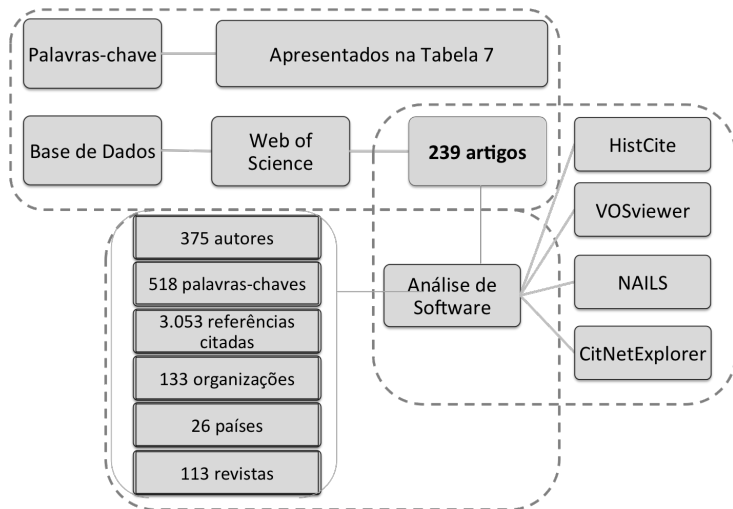 Palavras-chave
Apresentados na Tabela 7
Base de Dados
Web of
Science
239 artigos
HistCite
VOSviewer
NAILS
CitNetExplorer
Análise de
Software
375 autores
518 palavras-chaves
3.053 referências
citadas
133 organizações
26 países
113 revistas